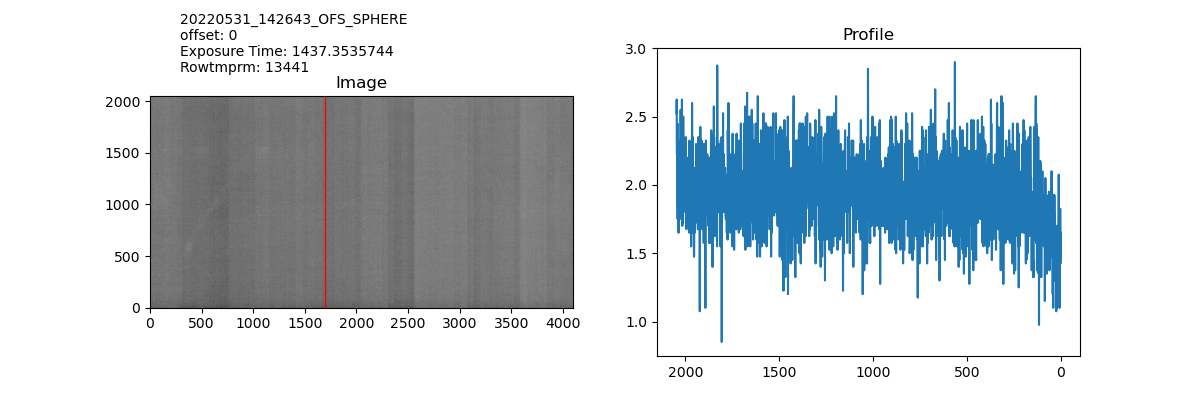 20220531_142643_OFS_SPHERE
offset: 0
Exposure Time: 1437.3535744
Rowtmprm: 13441
Image
2000
1500
1000
500
0
0 500 1000 1500 2000 2500 3000 3500 4000
Profile
3.0
2.5
2.0
1.5
1.0
2000 1500 1000 500 0